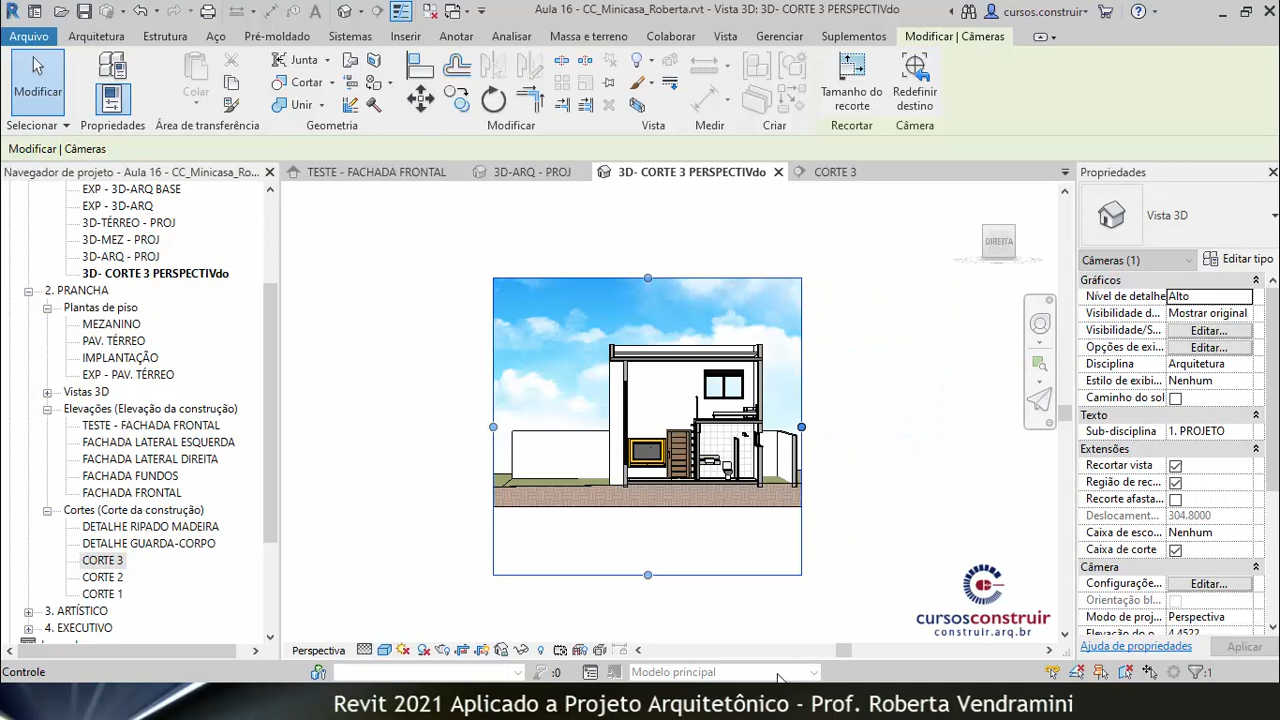 Aula 16 - CC_Minicasa_Roberta.rvt - Vista 3D: 3D- CORTE 3 PERSPECTIVdo
cursos.construir
Arquivo Arquitetura Estrutura Aço Pré-moldado Sistemas Inserir Anotar Analisar Massa e terreno Colaborar Vista Gerenciar Suplementos Modificar | Câmeras
Modificar
Colar
Junta
Cortar
Unir
Tamanho do recorte
Redefinir destino
Selecionar Propriedades Área de transferência Geometria Modificar Vista Medir Criar Recortar Câmera
Modificar | Câmeras
Navegador de projeto - Aula 16 - CC_Minicasa_Ro...
TESTE - FACHADA FRONTAL 3D-ARQ - PROJ 3D- CORTE 3 PERSPECTIVdo CORTE 3
Propriedades
EXP - 3D-ARQ BASE
EXP - 3D-ARQ
3D-TÉRREO - PROJ
3D-MEZ - PROJ
3D-ARQ - PROJ
3D- CORTE 3 PERSPECTIVdo
2. PRANCHA
Plantas de piso
MEZANINO
PAV. TÉRREO
IMPLANTAÇÃO
EXP - PAV. TÉRREO
Vistas 3D
Elevações (Elevação da construção)
TESTE - FACHADA FRONTAL
FACHADA LATERAL ESQUERDA
FACHADA LATERAL DIREITA
FACHADA FUNDOS
FACHADA FRONTAL
Cortes (Corte da construção)
DETALHE RIPADO MADEIRA
DETALHE GUARDA-CORPO
CORTE 3
CORTE 2
CORTE 1
3. ARTÍSTICO
4. EXECUTIVO
DIREITA
Vista 3D
Câmeras (1) Editar tipo
Gráficos
Nível de detalhe Alto
Visibilidade d... Mostrar original
Visibilidade/S... Editar...
Opções de exi... Editar...
Disciplina Arquitetura
Estilo de exibi... Nenhum
Caminho do sol
Texto
Sub-disciplina 1. PROJETO
Extensões
Recortar vista
Região de rec...
Recorte afasta...
Deslocament... 304.8000
Caixa de esco... Nenhum
Caixa de corte
Câmera
Configuraçõe... Editar...
Orientação bl...
Modo de proj... Perspectiva
Elevação do p... 4.4522
Ajuda de propriedades Aplicar
cursosconstruir
construir.arq.br
Perspectiva
Controle :0 Modelo principal :1
Revit 2021 Aplicado a Projeto Arquitetônico - Prof. Roberta Vendramini